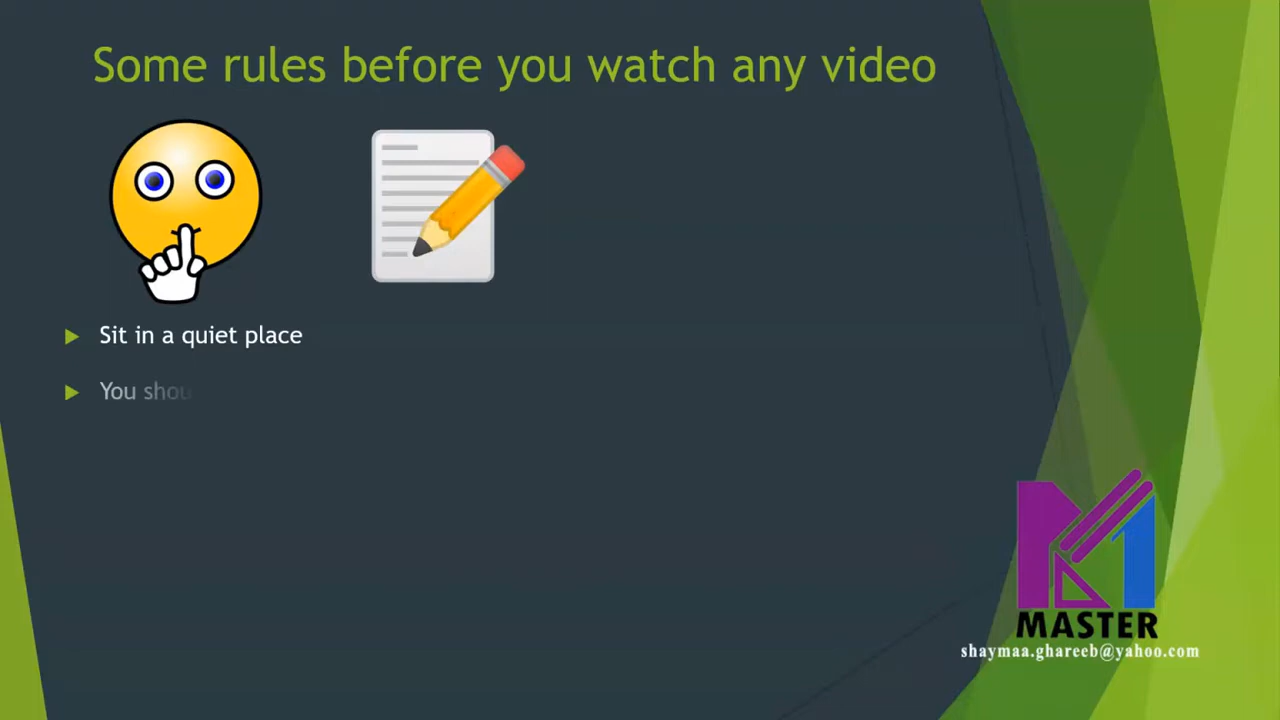 Some rules before you watch any video
Sit in a quiet place
You shou
MASTER
shaymaa.ghareeb@yahoo.com